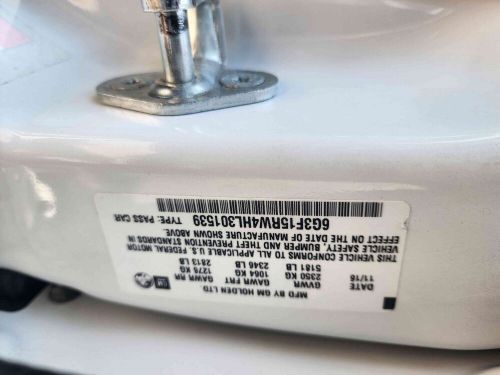 MFD BY GM HOLDEN LTD.
DATE GVWR GAWR FRT GAWR RR
11/16 2350 KG 1064 KG 1276 KG
5181 LB 2346 LB 2813 LB
THIS VEHICLE CONFORMS TO ALL APPLICABLE U.S. FEDERAL MOTOR
VEHICLE SAFETY, BUMPER AND THEFT PREVENTION STANDARDS IN
EFFECT ON THE DATE OF MANUFACTURE SHOWN ABOVE.
6G3F15RW4HL301539 TYPE: PASS CAR